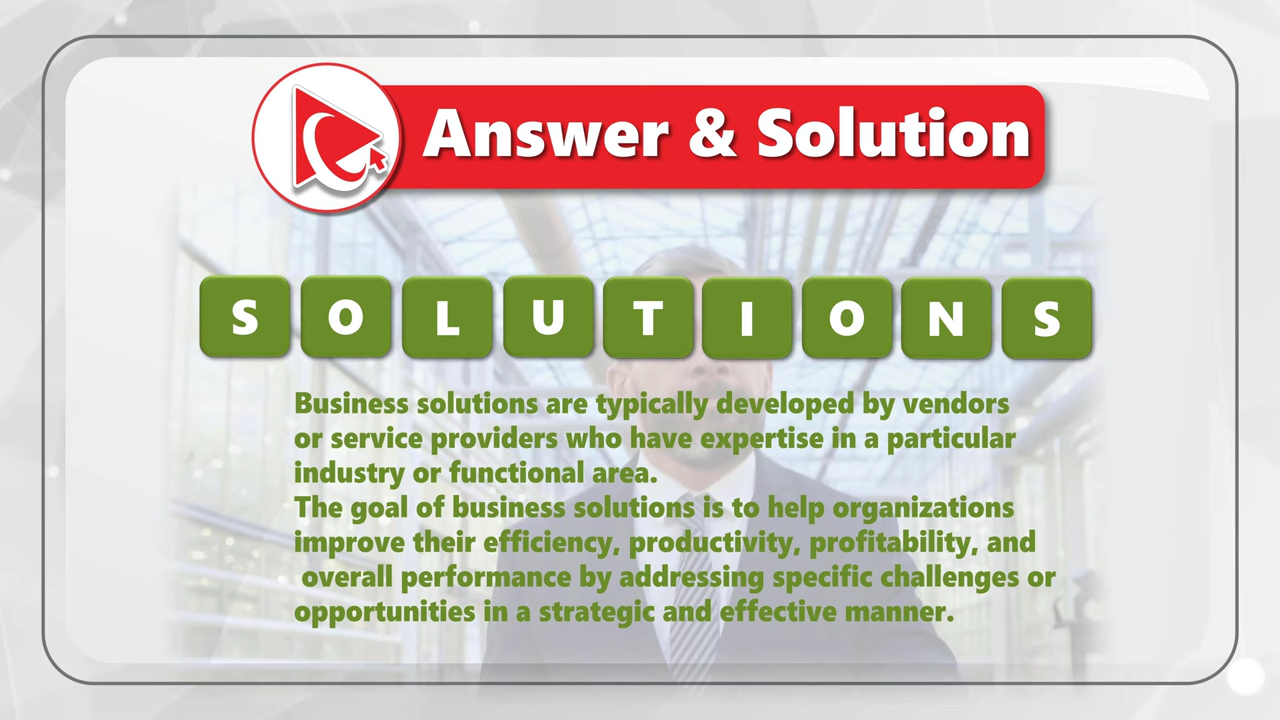 Answer & Solution
SOLUTIONS
Business solutions are typically developed by vendors
or service providers who have expertise in a particular
industry or functional area.
The goal of business solutions is to help organizations
improve their efficiency, productivity, profitability, and
overall performance by addressing specific challenges or
opportunities in a strategic and effective manner.